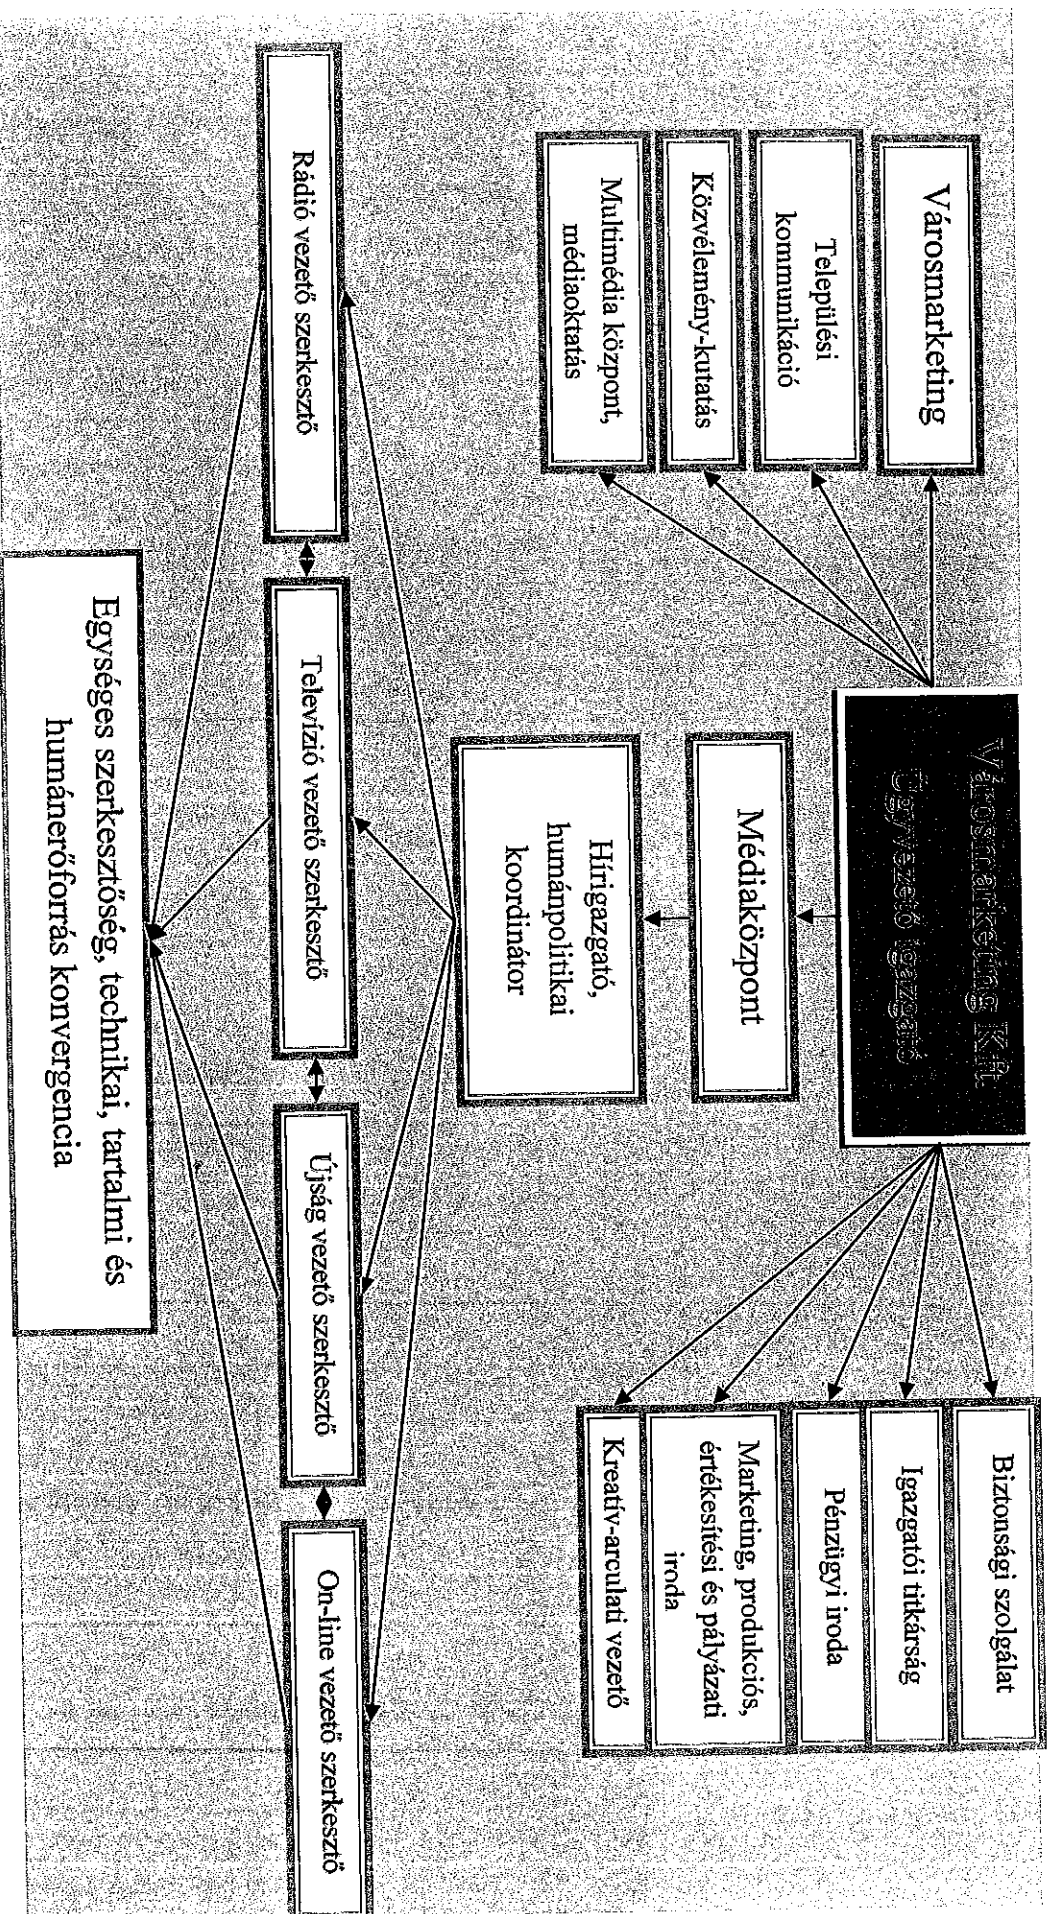 Városmarketing Kft
ügyvezető igazgató
Városmarketing
Települési
kommunikáció
Közvélemény-kutatás
Multimédia központ,
médiaoktatás
Biztonsági szolgálat
Igazgatói titkárság
Pénzügyi iroda
Marketing, produkciós,
értékesítési és pályázati
iroda
Kreatív-arculati vezető
Médiaközpont
Hírigazgató,
humánpolitikai
koordinátor
Rádió vezető szerkesztő
Televízió vezető szerkesztő
Újság vezető szerkesztő
On-line vezető szerkesztő
Egységes szerkesztőség, technikai, tartalmi és
humánerőforrás konvergencia